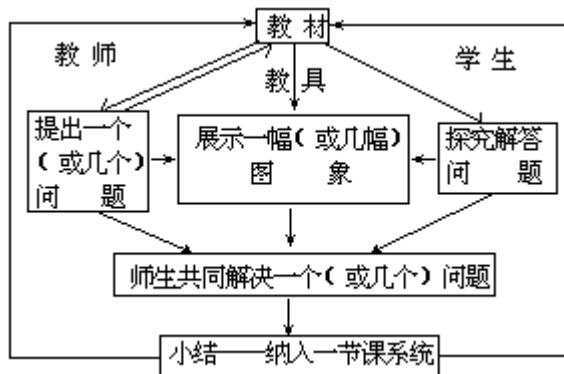 教 材
教 师
学 生
教 具
提出一个
(或几个)
问 题
展示一幅(或几幅)
图 象
探究解答
问 题
师生共同解决一个(或几个)问题
小结——纳入一节课系统